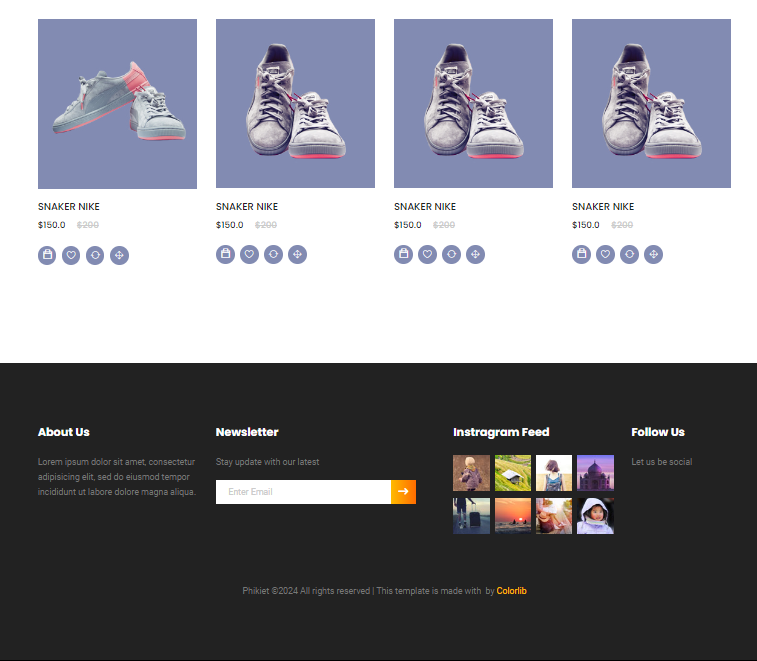 SNAKER NIKE
$150.0 $200
SNAKER NIKE
$150.0 $200
SNAKER NIKE
$150.0 $200
SNAKER NIKE
$150.0 $200
About Us
Lorem ipsum dolor sit amet, consectetur
adipisicing elit, sed do eiusmod tempor
incididunt ut labore dolore magna aliqua.
Newsletter
Stay update with our latest
Enter Email
Instragram Feed
Follow Us
Let us be social
Phikiet ©2024 All rights reserved | This template is made with by Colorlib